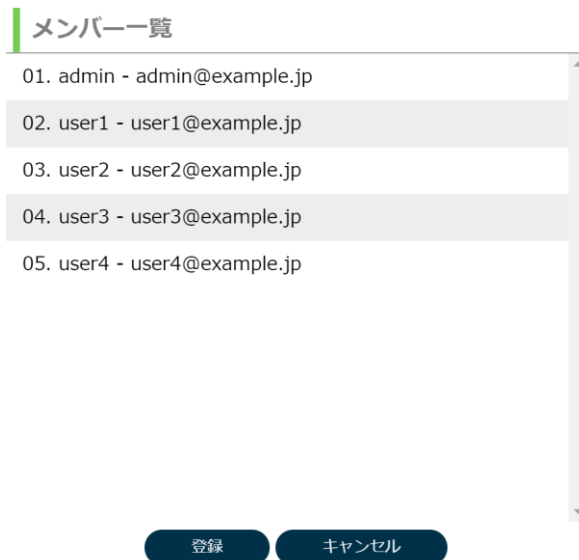 メンバー一覧
01. admin - admin@example.jp
02. user1 - user1@example.jp
03. user2 - user2@example.jp
04. user3 - user3@example.jp
05. user4 - user4@example.jp
登録 キャンセル